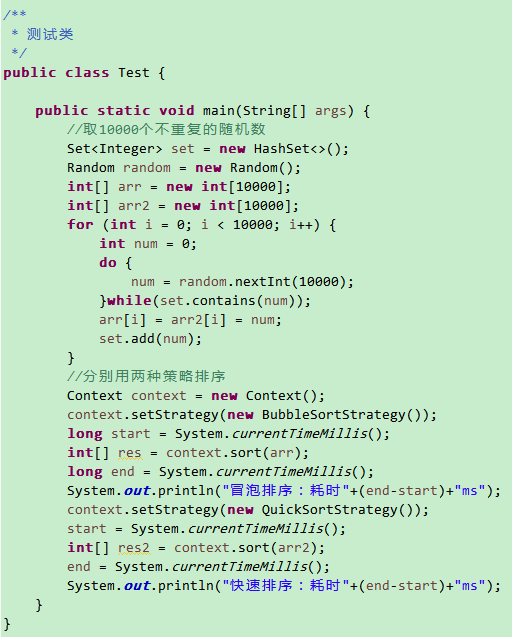 /**
 * 测试类
 */
public class Test {

    public static void main(String[] args) {
        //取10000个不重复的随机数
        Set<Integer> set = new HashSet<>();
        Random random = new Random();
        int[] arr = new int[10000];
        int[] arr2 = new int[10000];
        for (int i = 0; i < 10000; i++) {
            int num = 0;
            do {
                num = random.nextInt(10000);
            }while(set.contains(num));
            arr[i] = arr2[i] = num;
            set.add(num);
        }
        //分别用两种策略排序
        Context context = new Context();
        context.setStrategy(new BubbleSortStrategy());
        long start = System.currentTimeMillis();
        int[] res = context.sort(arr);
        long end = System.currentTimeMillis();
        System.out.println("冒泡排序：耗时"+(end-start)+"ms");
        context.setStrategy(new QuickSortStrategy());
        start = System.currentTimeMillis();
        int[] res2 = context.sort(arr2);
        end = System.currentTimeMillis();
        System.out.println("快速排序：耗时"+(end-start)+"ms");
    }
}